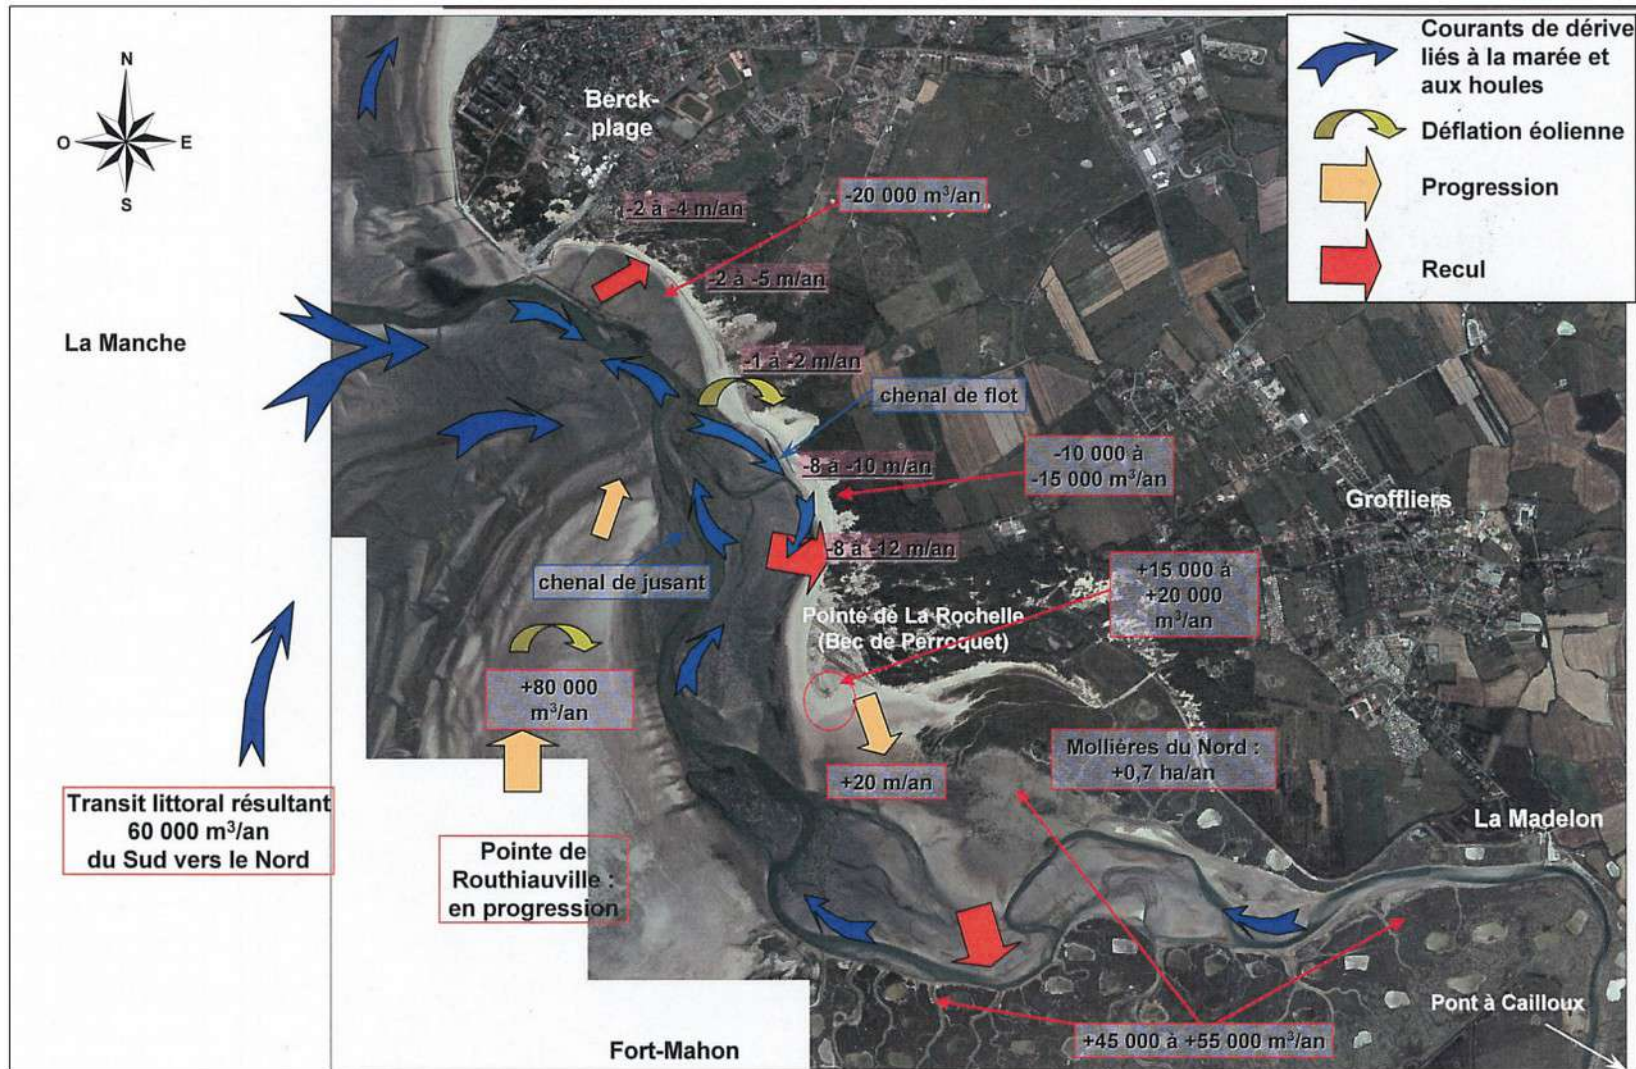 N
O
E
S
La Manche
Berck-
plage
-2 à -4 m/an
-20 000 m³/an
-2 à -5 m/an
-1 à -2 m/an
chenal de flot
-8 à -10 m/an
-10 000 à
-15 000 m³/an
Groffliers
-8 à -12 m/an
chenal de jusant
+15 000 à
+20 000
m³/an
Pointe de La Rochelle
(Bec de Perroquet)
+80 000
m³/an
+20 m/an
Mollières du Nord :
+0,7 ha/an
La Madelon
Transit littoral résultant
60 000 m³/an
du Sud vers le Nord
Pointe de
Routhiauville :
en progression
Pont à Cailloux
+45 000 à +55 000 m³/an
Fort-Mahon
Courants de dérive
liés à la marée et
aux houles
Déflation éolienne
Progression
Recul